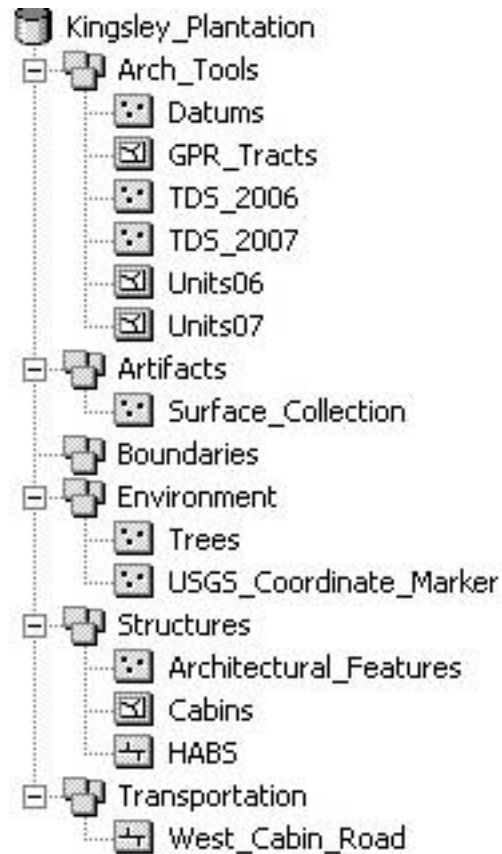 Kingsley_Plantation
Arch_Tools
Datums
GPR_Tracts
TDS_2006
TDS_2007
Units06
Units07
Artifacts
Surface_Collection
Boundaries
Environment
Trees
USGS_Coordinate_Marker
Structures
Architectural_Features
Cabins
HABS
Transportation
West_Cabin_Road